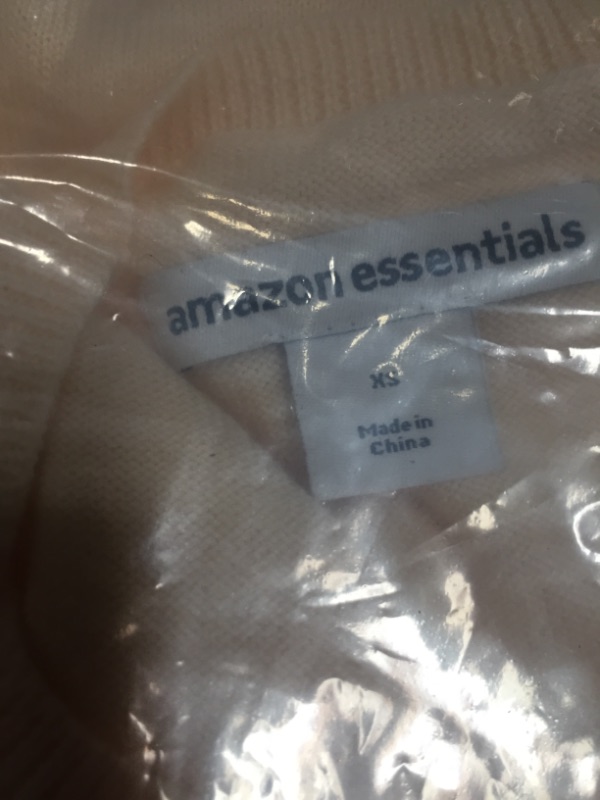 amazon essentials
XS
Made in
China